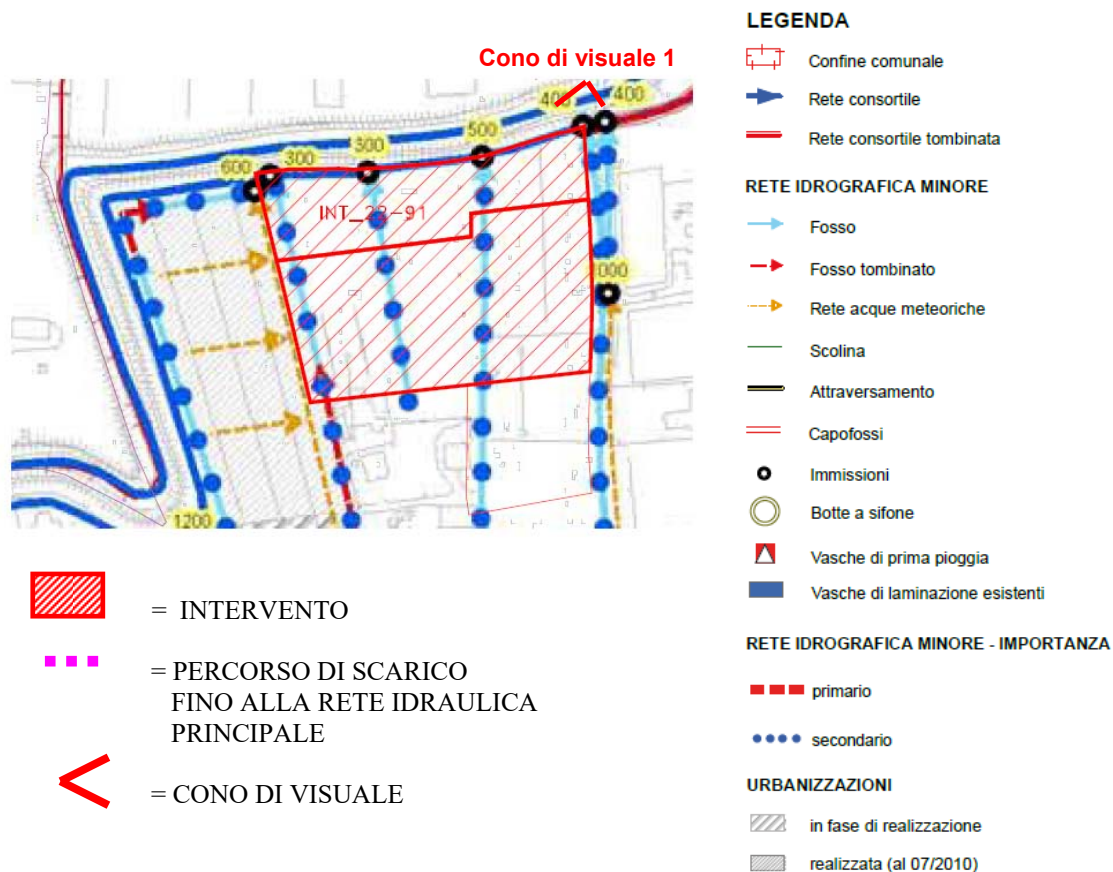 Cono di visuale 1
400
400
500
300
300
600
INT_22-91
1200
= INTERVENTO
= PERCORSO DI SCARICO
FINO ALLA RETE IDRAULICA
PRINCIPALE
= CONO DI VISUALE
LEGENDA
Confine comunale
Rete consortile
Rete consortile tombinata
RETE IDROGRAFICA MINORE
Fosso
Fosso tombinato
Rete acque meteoriche
Scolina
Attraversamento
Capofossi
Immissioni
Botte a sifone
Vasche di prima pioggia
Vasche di laminazione esistenti
RETE IDROGRAFICA MINORE - IMPORTANZA
primario
secondario
URBANIZZAZIONI
in fase di realizzazione
realizzata (al 07/2010)